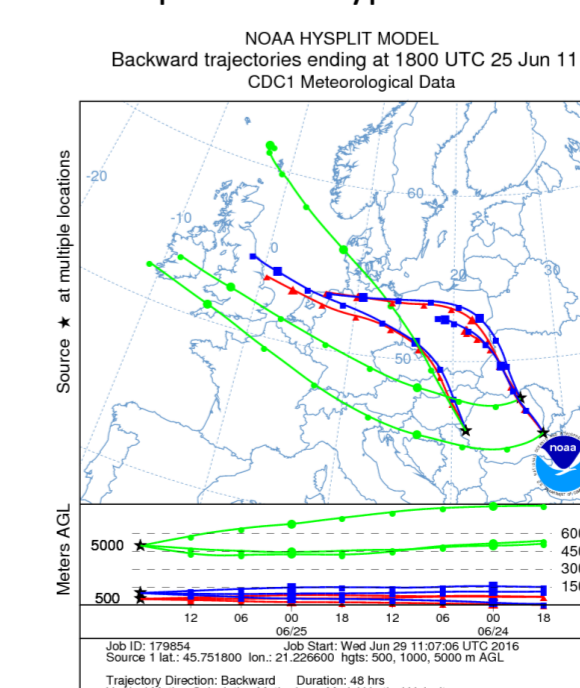 NOAA HYSPLIT MODEL
Backward trajectories ending at 1800 UTC 25 Jun 11
CDC1 Meteorological Data
Source ★ at multiple locations
-20
-10
0
60
20
30
50
noaa
Meters AGL
5000
500
600
450
300
150
12 06 00 18 12 06 00 18
06/25 06/24
Job ID: 179854 Job Start: Wed Jun 29 11:07:06 UTC 2016
Source 1 lat.: 45.751800 lon.: 21.226600 hgts: 500, 1000, 5000 m AGL
Trajectory Direction: Backward Duration: 48 hrs